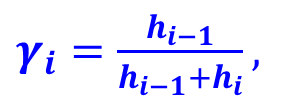 γᵢ = hᵢ₋₁ / (hᵢ₋₁+hᵢ) ,